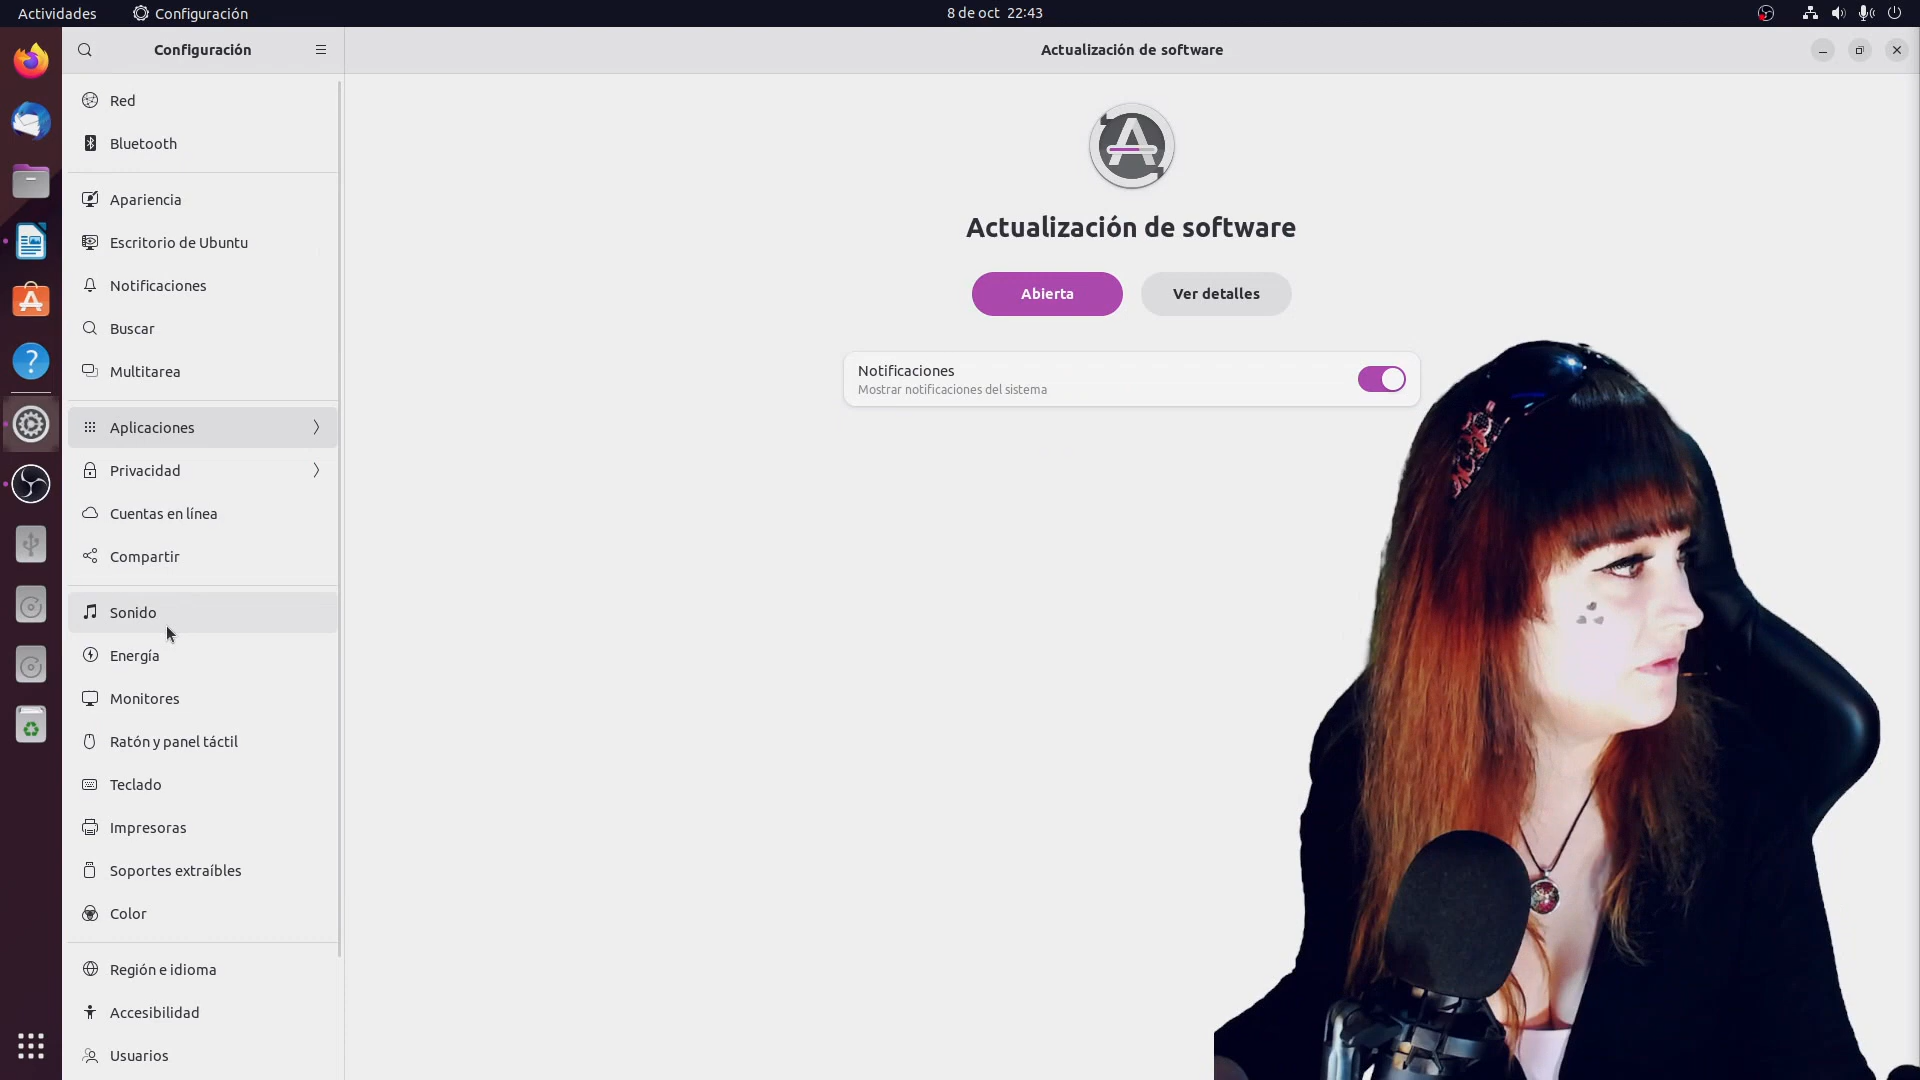 Actividades
Configuración
8 de oct 22:43
Configuración
Actualización de software
Red
Bluetooth
Apariencia
Escritorio de Ubuntu
Notificaciones
Buscar
Multitarea
Aplicaciones
Privacidad
Cuentas en línea
Compartir
Sonido
Energía
Monitores
Ratón y panel táctil
Teclado
Impresoras
Soportes extraíbles
Color
Región e idioma
Accesibilidad
Usuarios
Actualización de software
Abierta
Ver detalles
Notificaciones
Mostrar notificaciones del sistema